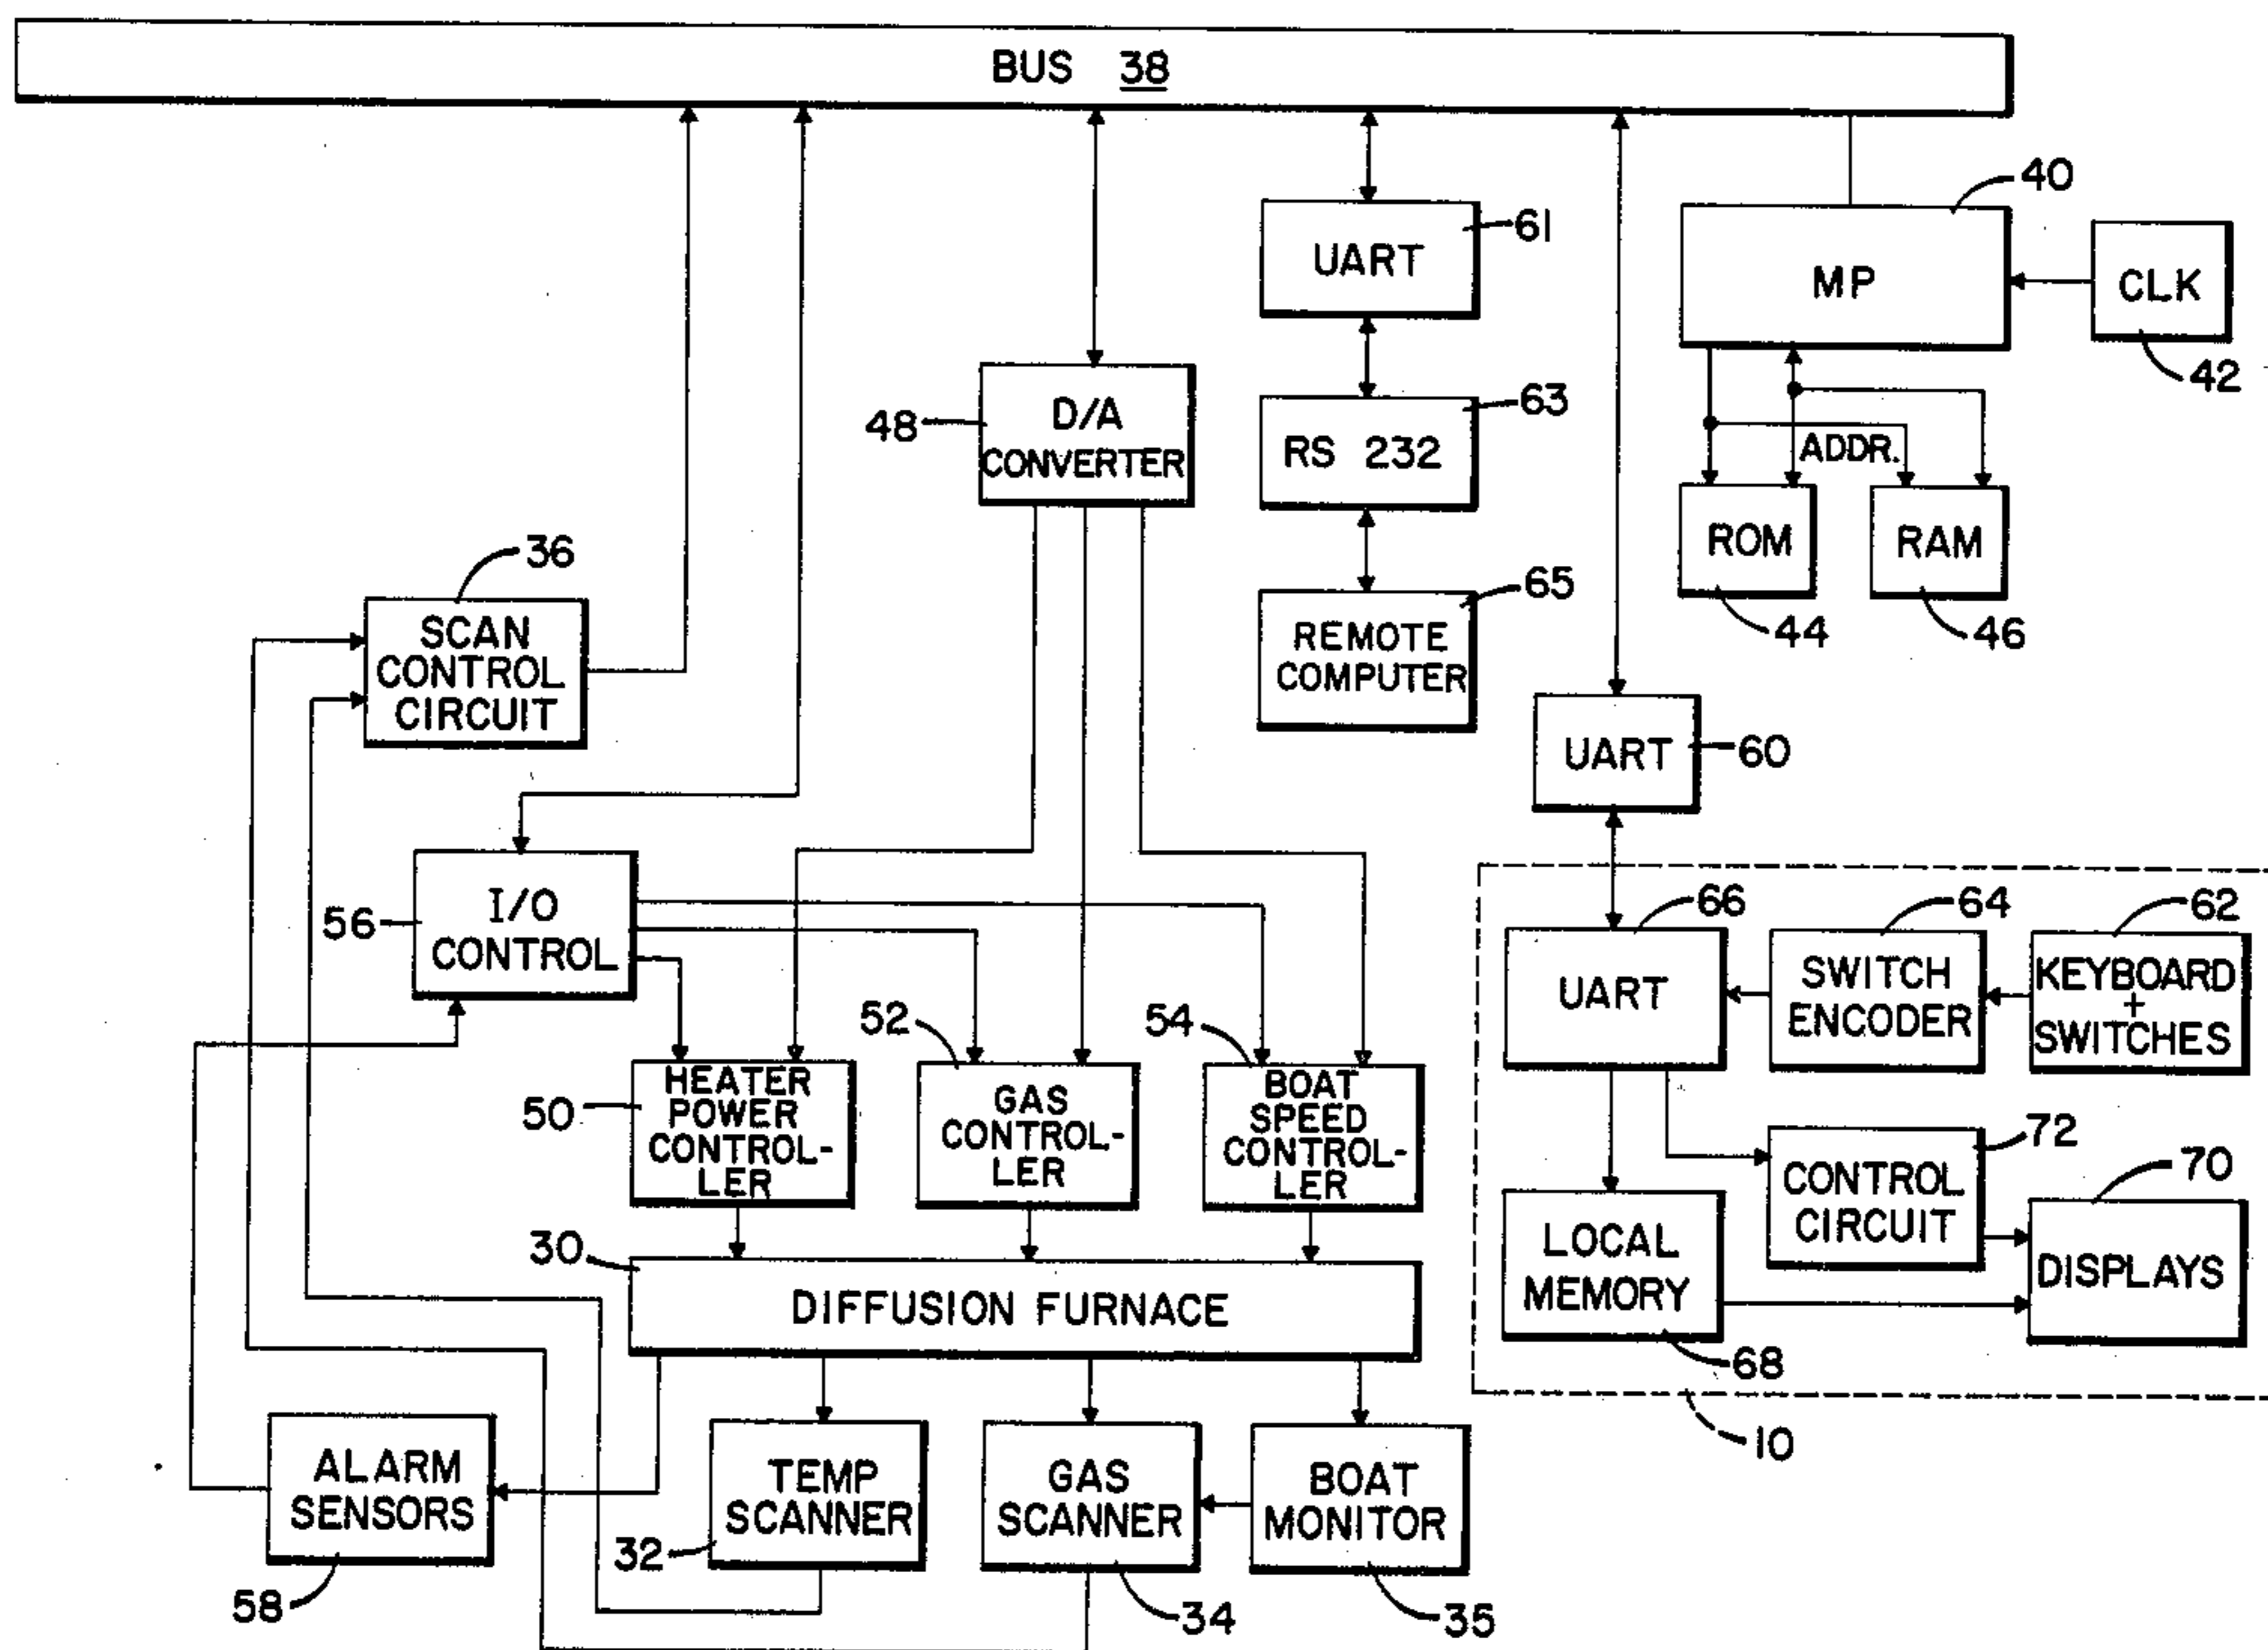 BUS 38
40
61
UART
MP
CLK
42
63
48
D/A
CONVERTER
RS 232
ADDR.
ROM
RAM
44
46
36
SCAN
CONTROL
CIRCUIT
65
REMOTE
COMPUTER
UART
60
56
I/O
CONTROL
66
64
62
UART
SWITCH
ENCODER
KEYBOARD
+
SWITCHES
52
54
50
HEATER
POWER
CONTROL-
LER
GAS
CONTROL-
LER
BOAT
SPEED
CONTROL-
LER
72
CONTROL
CIRCUIT
70
LOCAL
MEMORY
68
DISPLAYS
30
DIFFUSION FURNACE
10
ALARM
SENSORS
58
TEMP
SCANNER
32
GAS
SCANNER
34
BOAT
MONITOR
35